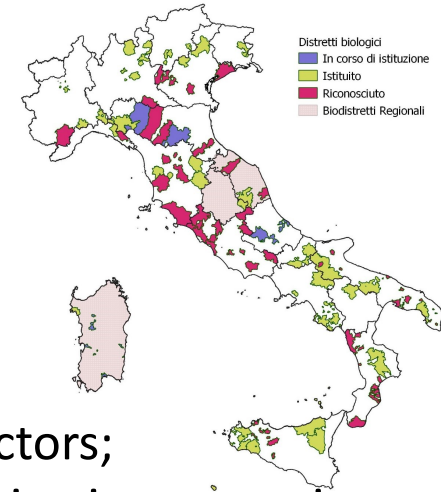 Distretti biologici
In corso di istituzione
Istituito
Riconosciuto
Biodistretti Regionali
ctors;